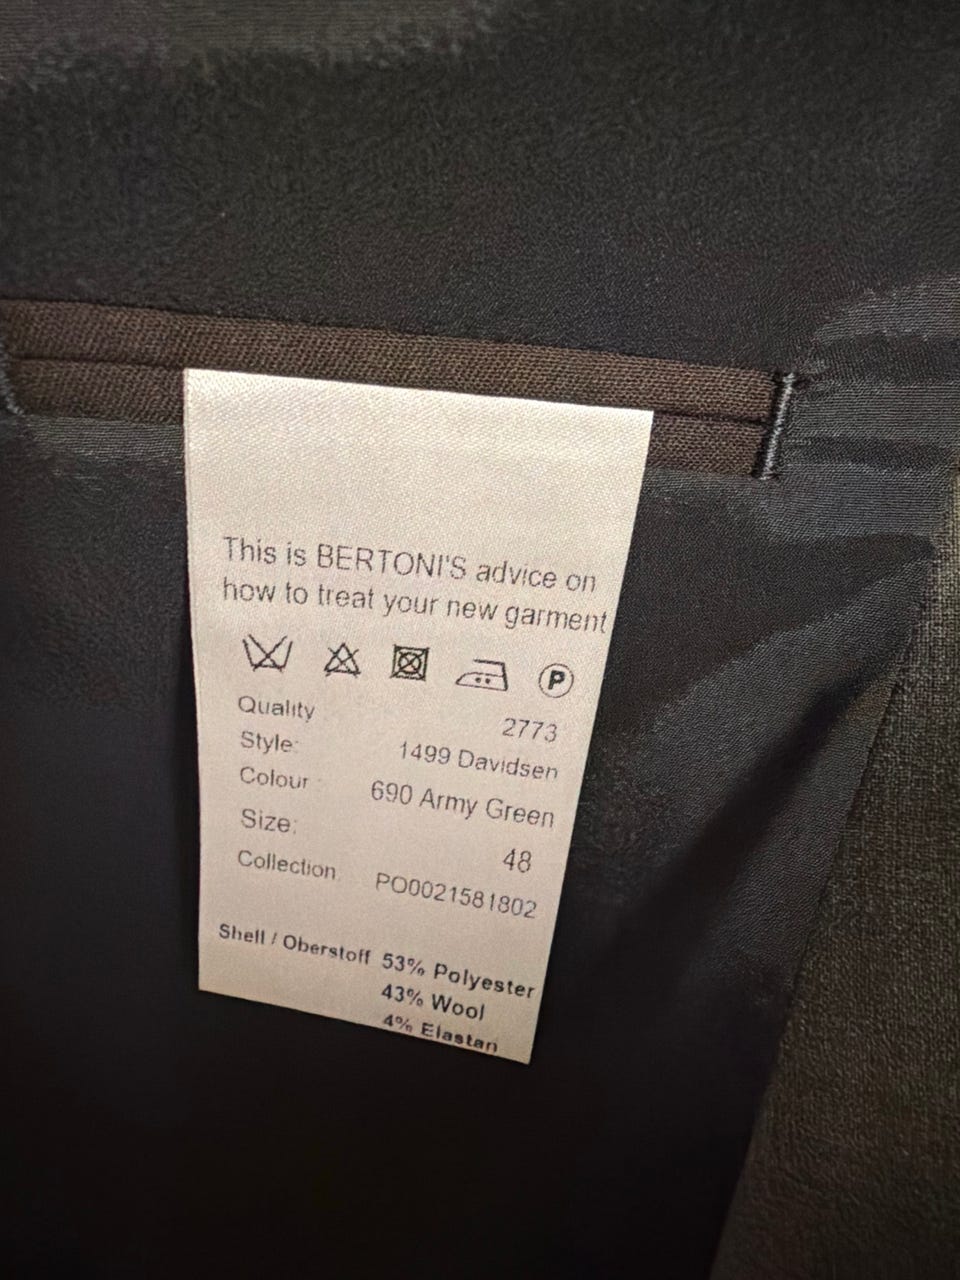 This is BERTONI'S advice on
how to treat your new garment
P
Quality 2773
Style: 1499 Davidsen
Colour 690 Army Green
Size: 48
Collection PO0021581802
Shell / Oberstoff 53% Polyester
43% Wool
4% Elastan